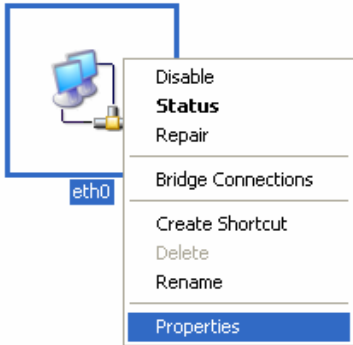 Disable
Status
Repair
Bridge Connections
eth0
Create Shortcut
Delete
Rename
Properties